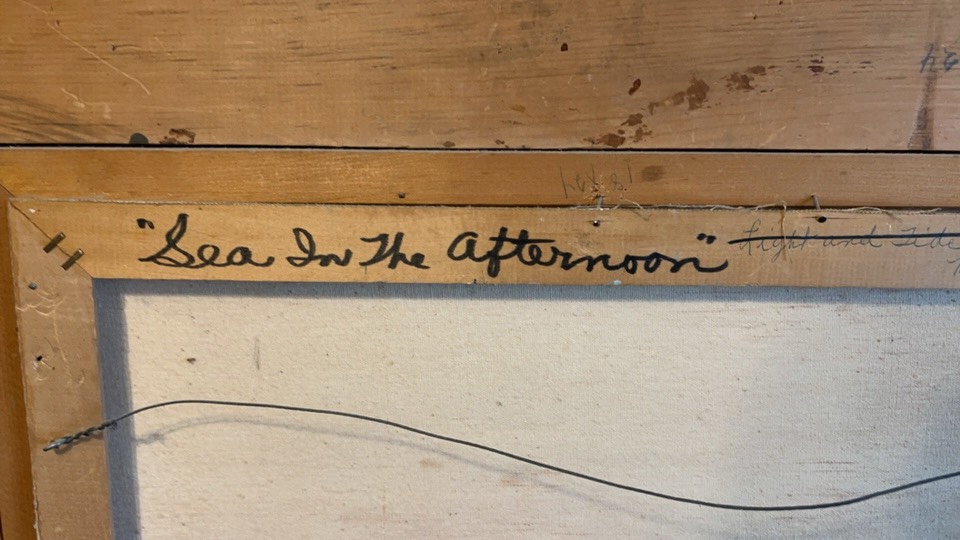 "Sea In The Afternoon" Light and Tide